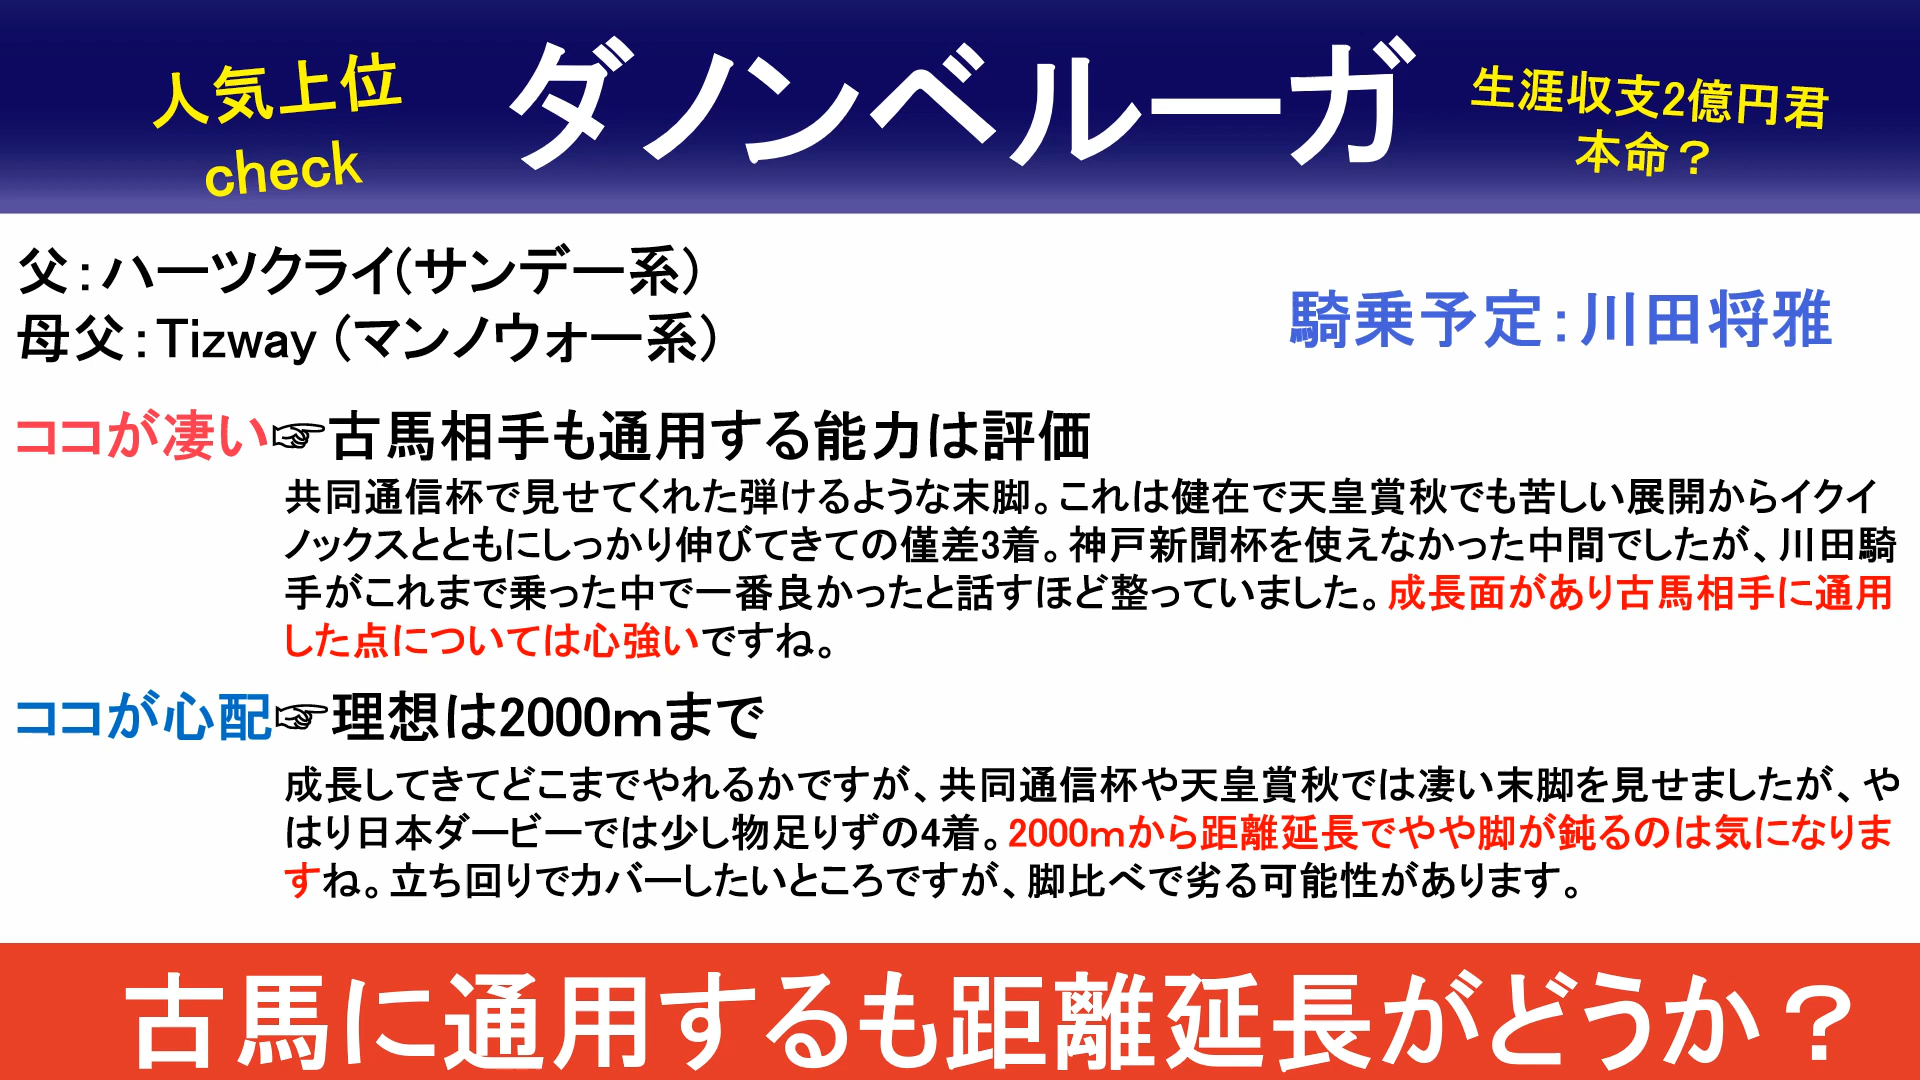 人気上位
check
ダノンベルーガ
生涯収支2億円君
本命？
父：ハーツクライ(サンデー系)
母父：Tizway (マンノウォー系)
騎乗予定：川田将雅
ココが凄い☞古馬相手も通用する能力は評価
共同通信杯で見せてくれた弾けるような末脚。これは健在で天皇賞秋でも苦しい展開からイクイ
ノックスとともにしっかり伸びてきての僅差3着。神戸新聞杯を使えなかった中間でしたが、川田騎
手がこれまで乗った中で一番良かったと話すほど整っていました。成長面があり古馬相手に通用
した点については心強いですね。
ココが心配☞理想は2000ｍまで
成長してきてどこまでやれるかですが、共同通信杯や天皇賞秋では凄い末脚を見せましたが、や
はり日本ダービーでは少し物足りずの4着。2000ｍから距離延長でやや脚が鈍るのは気になりま
すね。立ち回りでカバーしたいところですが、脚比べで劣る可能性があります。
古馬に通用するも距離延長がどうか？